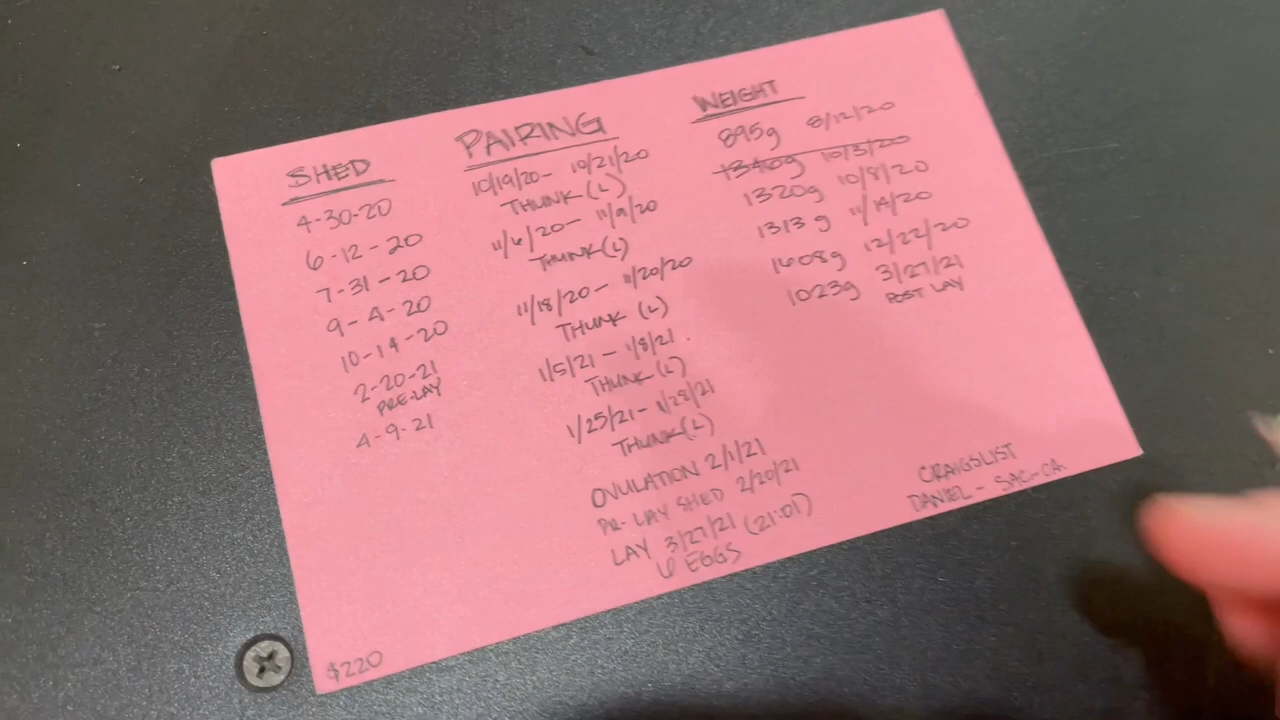 SHED
4-30-20
6-12-20
7-31-20
9-4-20
10-14-20
2-20-21
PRE-LAY
4-9-21
PAIRING
10/19/20- 10/21/20
THUNK (L)
11/6/20- 11/9/20
THUNK (L)
11/18/20- 11/20/20
THUNK (L)
1/5/21- 1/8/21
THUNK (L)
1/25/21- 1/28/21
THUNK (L)
OVULATION 2/1/21
PRE-LAY SHED 2/20/21
LAY 3/27/21 (21:01)
6 EGGS
WEIGHT
895g 8/12/20
1340g 10/3/20
1320g 10/8/20
1313g 11/14/20
1408g 12/22/20
1023g 3/27/21
POST LAY
CRAIGSLIST
DANIEL - SAC-CA
$220